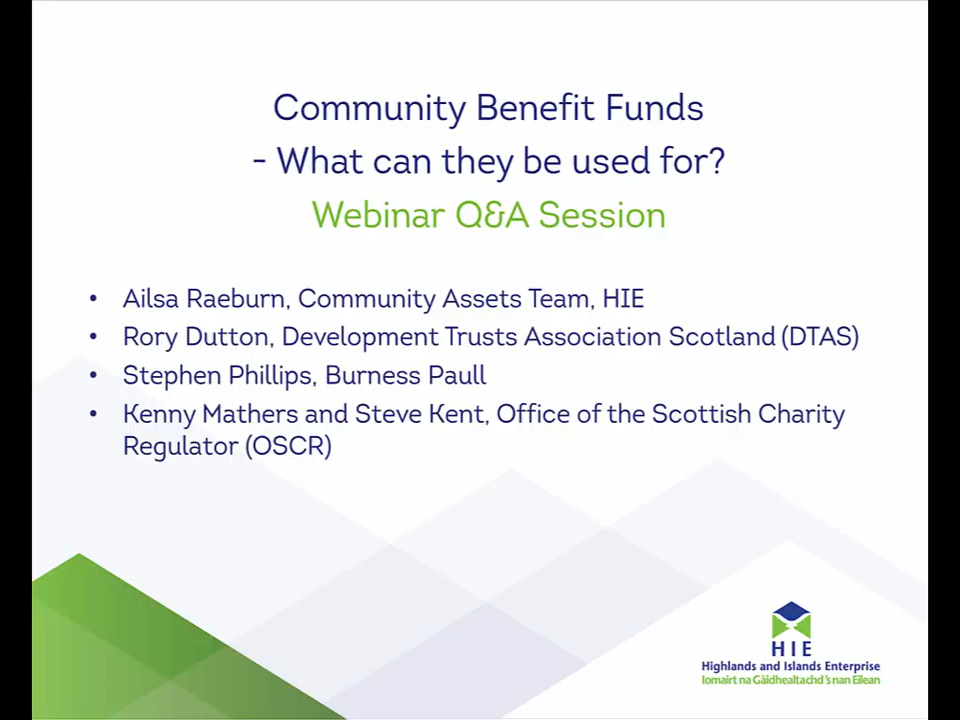 Community Benefit Funds
- What can they be used for?
Webinar Q&A Session
• Ailsa Raeburn, Community Assets Team, HIE
• Rory Dutton, Development Trusts Association Scotland (DTAS)
• Stephen Phillips, Burness Paull
• Kenny Mathers and Steve Kent, Office of the Scottish Charity
Regulator (OSCR)
HIE
Highlands and Islands Enterprise
Iomairt na Gàidhealtachd 's nan Eilean